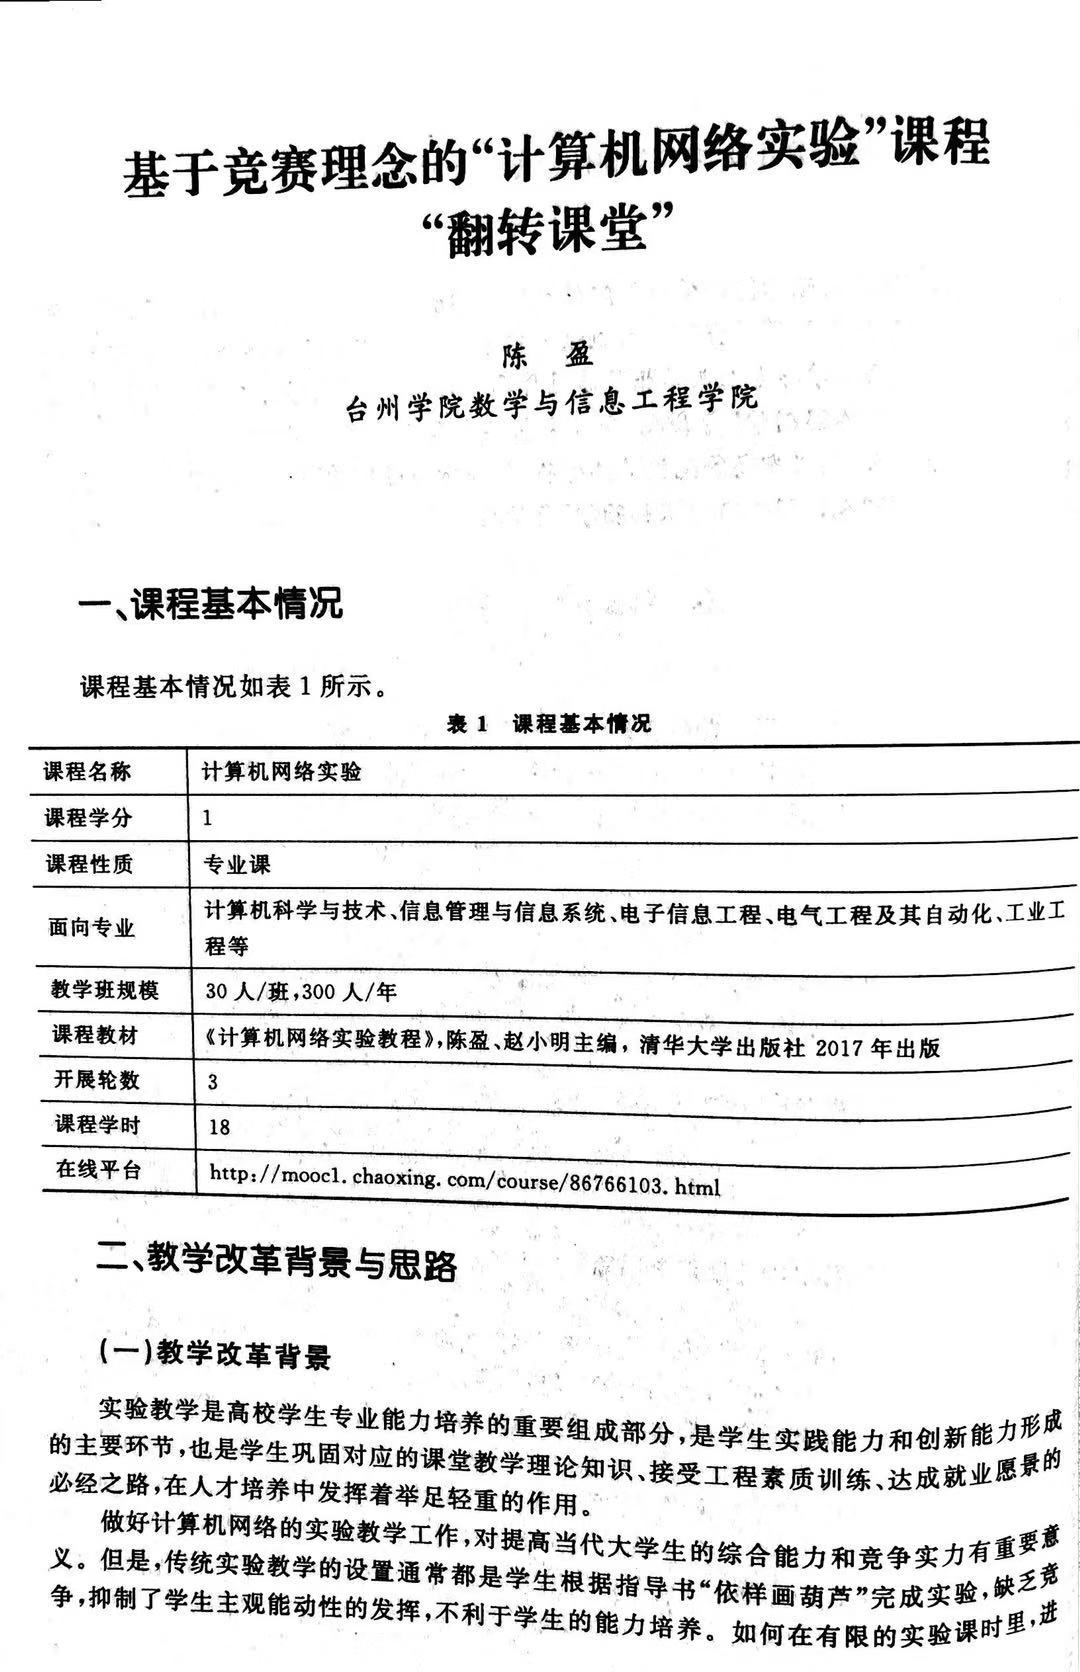 基于竞赛理念的“计算机网络实验”课程
“翻转课堂”
陈 盈
台州学院数学与信息工程学院
一、课程基本情况
课程基本情况如表1所示。
表1 课程基本情况
课程名称 计算机网络实验
课程学分 1
课程性质 专业课
面向专业 计算机科学与技术、信息管理与信息系统、电子信息工程、电气工程及其自动化、工业工
程等
教学班规模 30人/班,300人/年
课程教材 《计算机网络实验教程》,陈盈、赵小明主编，清华大学出版社 2017年出版
开展轮数 3
课程学时 18
在线平台 http://mooc1.chaoxing.com/course/86766103.html
二、教学改革背景与思路
(一)教学改革背景
实验教学是高校学生专业能力培养的重要组成部分,是学生实践能力和创新能力形成
的主要环节,也是学生巩固对应的课堂教学理论知识、接受工程素质训练、达成就业愿景的
必经之路,在人才培养中发挥着举足轻重的作用。
做好计算机网络的实验教学工作,对提高当代大学生的综合能力和竞争实力有重要意
义。但是,传统实验教学的设置通常都是学生根据指导书“依样画葫芦”完成实验,缺乏竞
争,抑制了学生主观能动性的发挥,不利于学生的能力培养。如何在有限的实验课时里,进